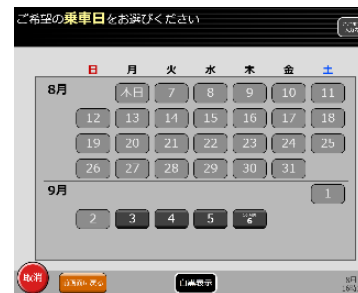 ご希望の乗車日をお選びください
日 月 火 水 木 金 土
8月 本日 7 8 9 10 11
12 13 14 15 16 17 18
19 20 21 22 23 24 25
26 27 28 29 30 31
9月 1
2 3 4 5 6
取消